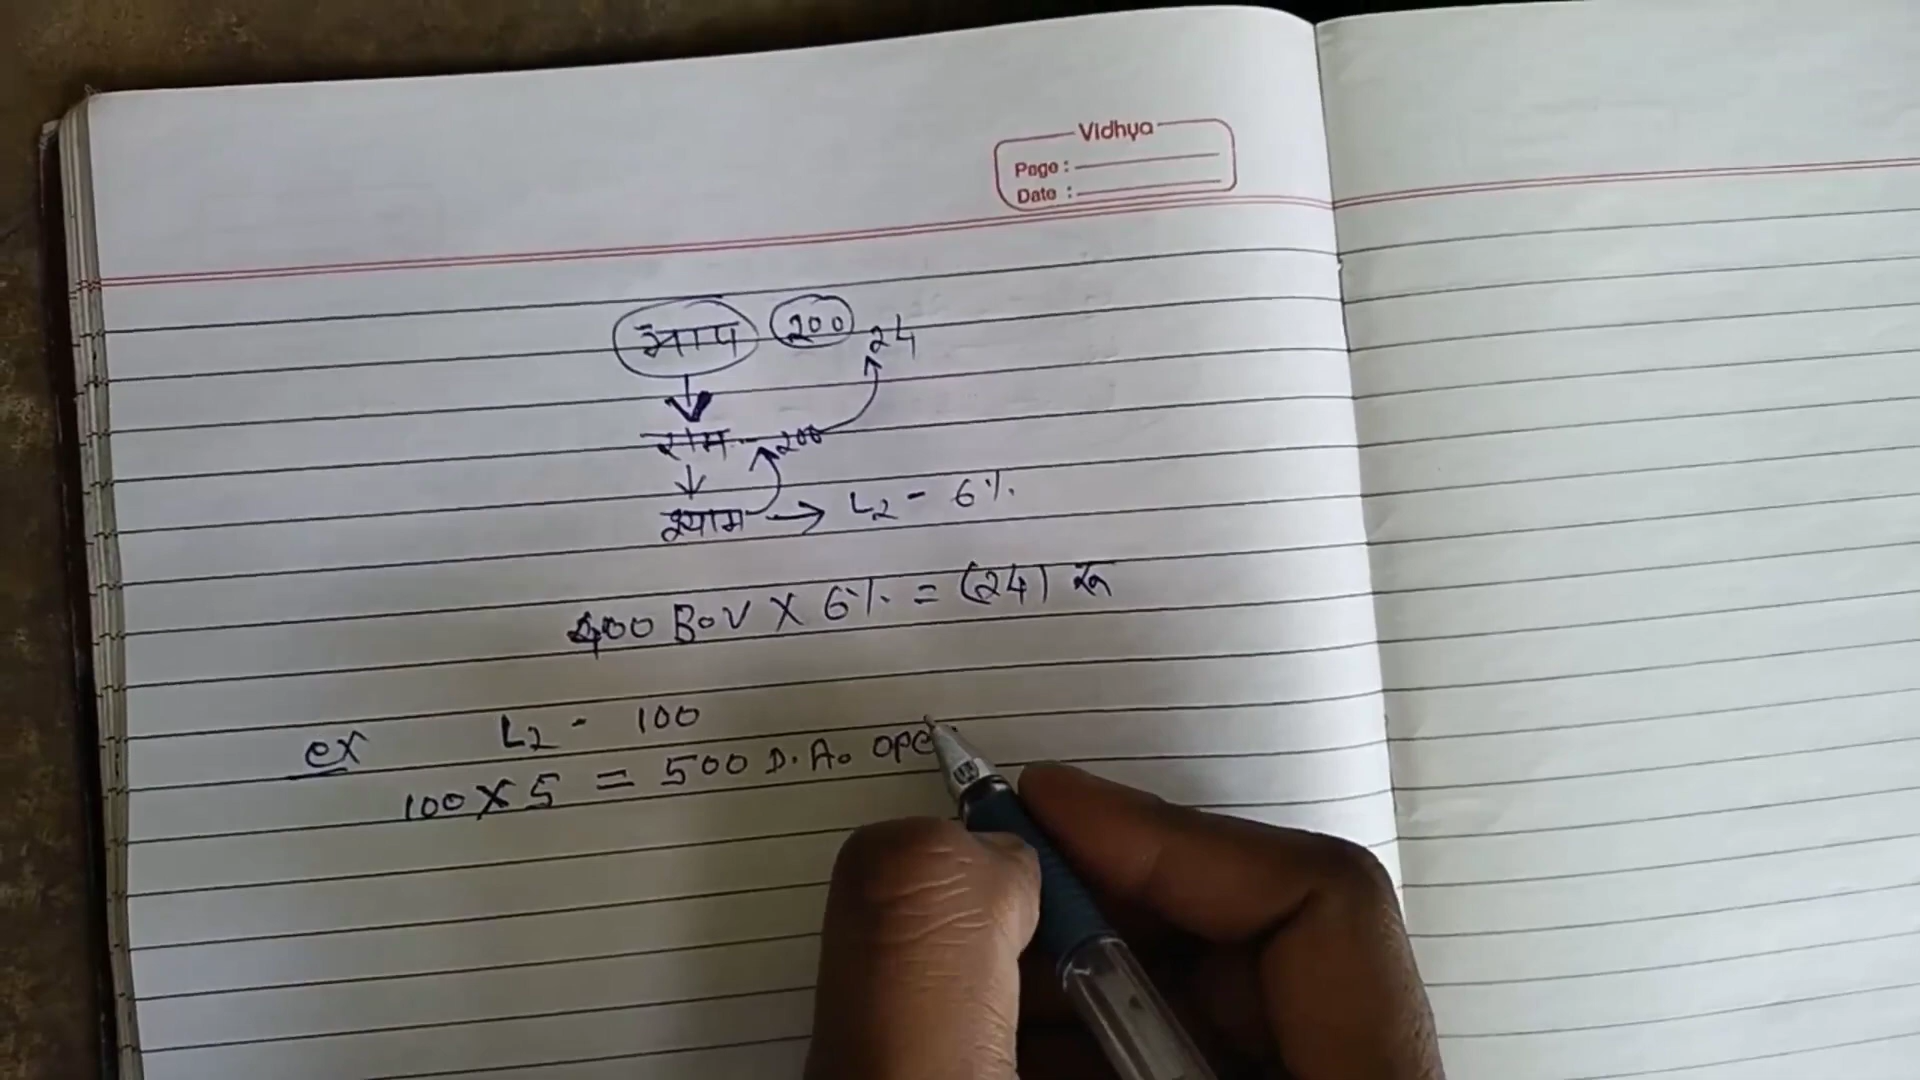 Vidhya
Page :
Date :
आप 200 24
राम - 200
श्याम → L2 - 6%
400 B.V X 6% = (24) रू
ex L2 - 100
100 X 5 = 500 D.A. ope